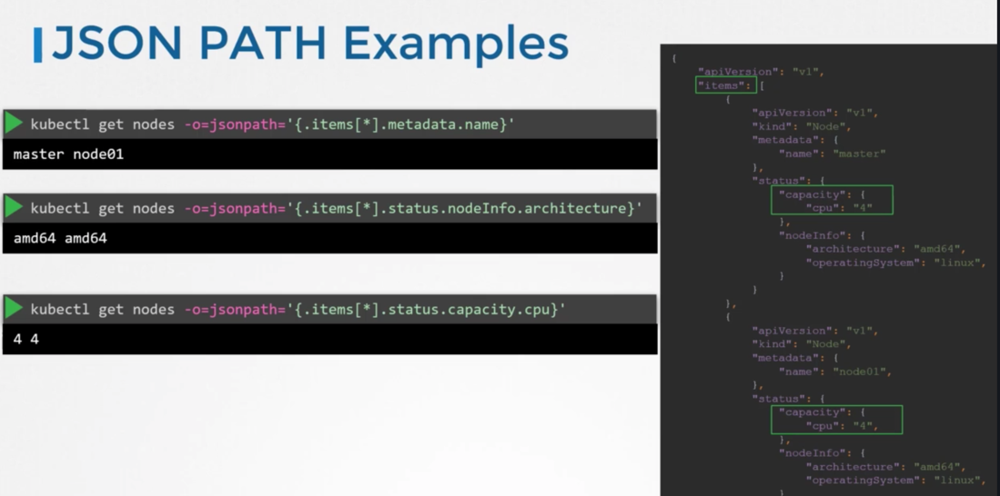 JSON PATH Examples
kubectl get nodes -o=jsonpath='{.items[*].metadata.name}'
master node01
kubectl get nodes -o=jsonpath='{.items[*].status.nodeInfo.architecture}'
amd64 amd64
kubectl get nodes -o=jsonpath='{.items[*].status.capacity.cpu}'
4 4
{
"apiVersion": "v1",
"items": [
{
"apiVersion": "v1",
"kind": "Node",
"metadata": {
"name": "master"
},
"status": {
"capacity": {
"cpu": "4"
},
"nodeInfo": {
"architecture": "amd64",
"operatingSystem": "linux",
}
}
},
{
"apiVersion": "v1",
"kind": "Node",
"metadata": {
"name": "node01",
},
"status": {
"capacity": {
"cpu": "4",
},
"nodeInfo": {
"architecture": "amd64",
"operatingSystem": "linux",
}